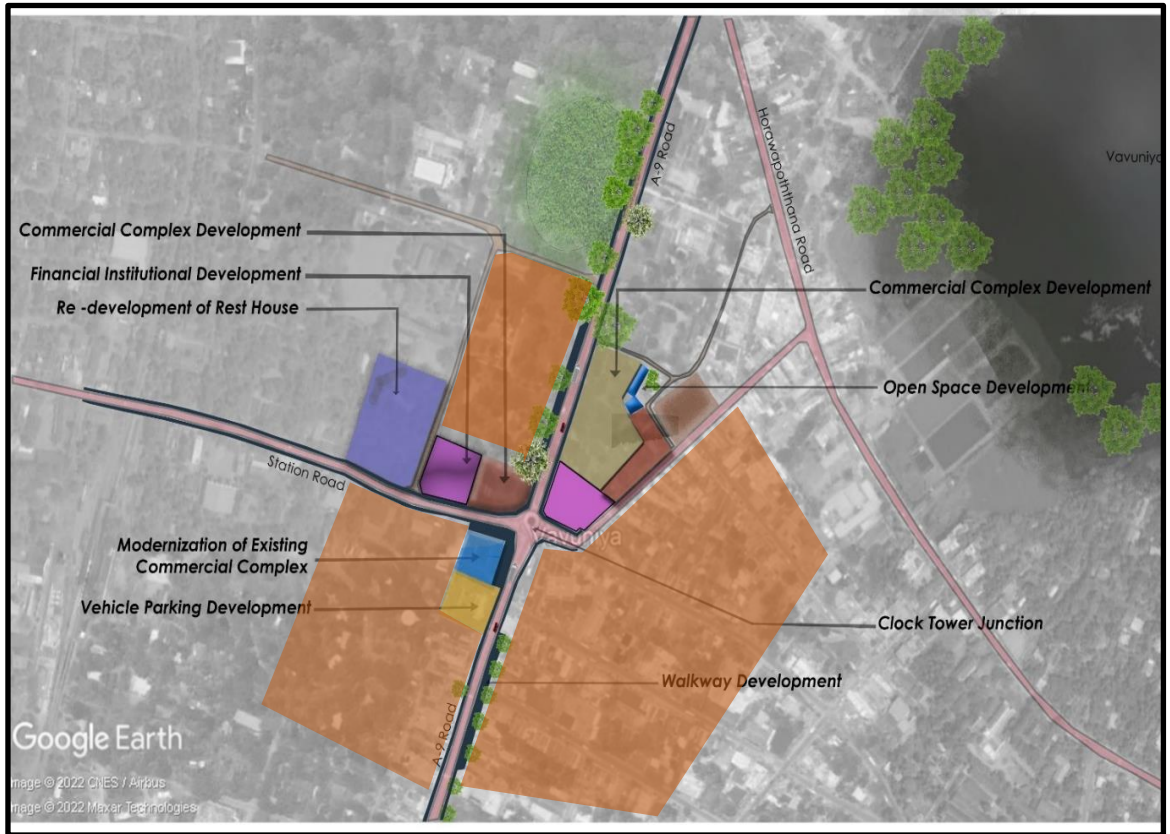 A-9 Road
Horawapoththana Road
Vavuniya
Commercial Complex Development
Financial Institutional Development
Re -development of Rest House
Commercial Complex Development
Open Space Development
Station Road
Vavuniya
Modernization of Existing
Commercial Complex
Vehicle Parking Development
Clock Tower Junction
Walkway Development
A-9 Road
Google Earth
mage © 2022 CNES / Airbus
mage © 2022 Maxar Technologies